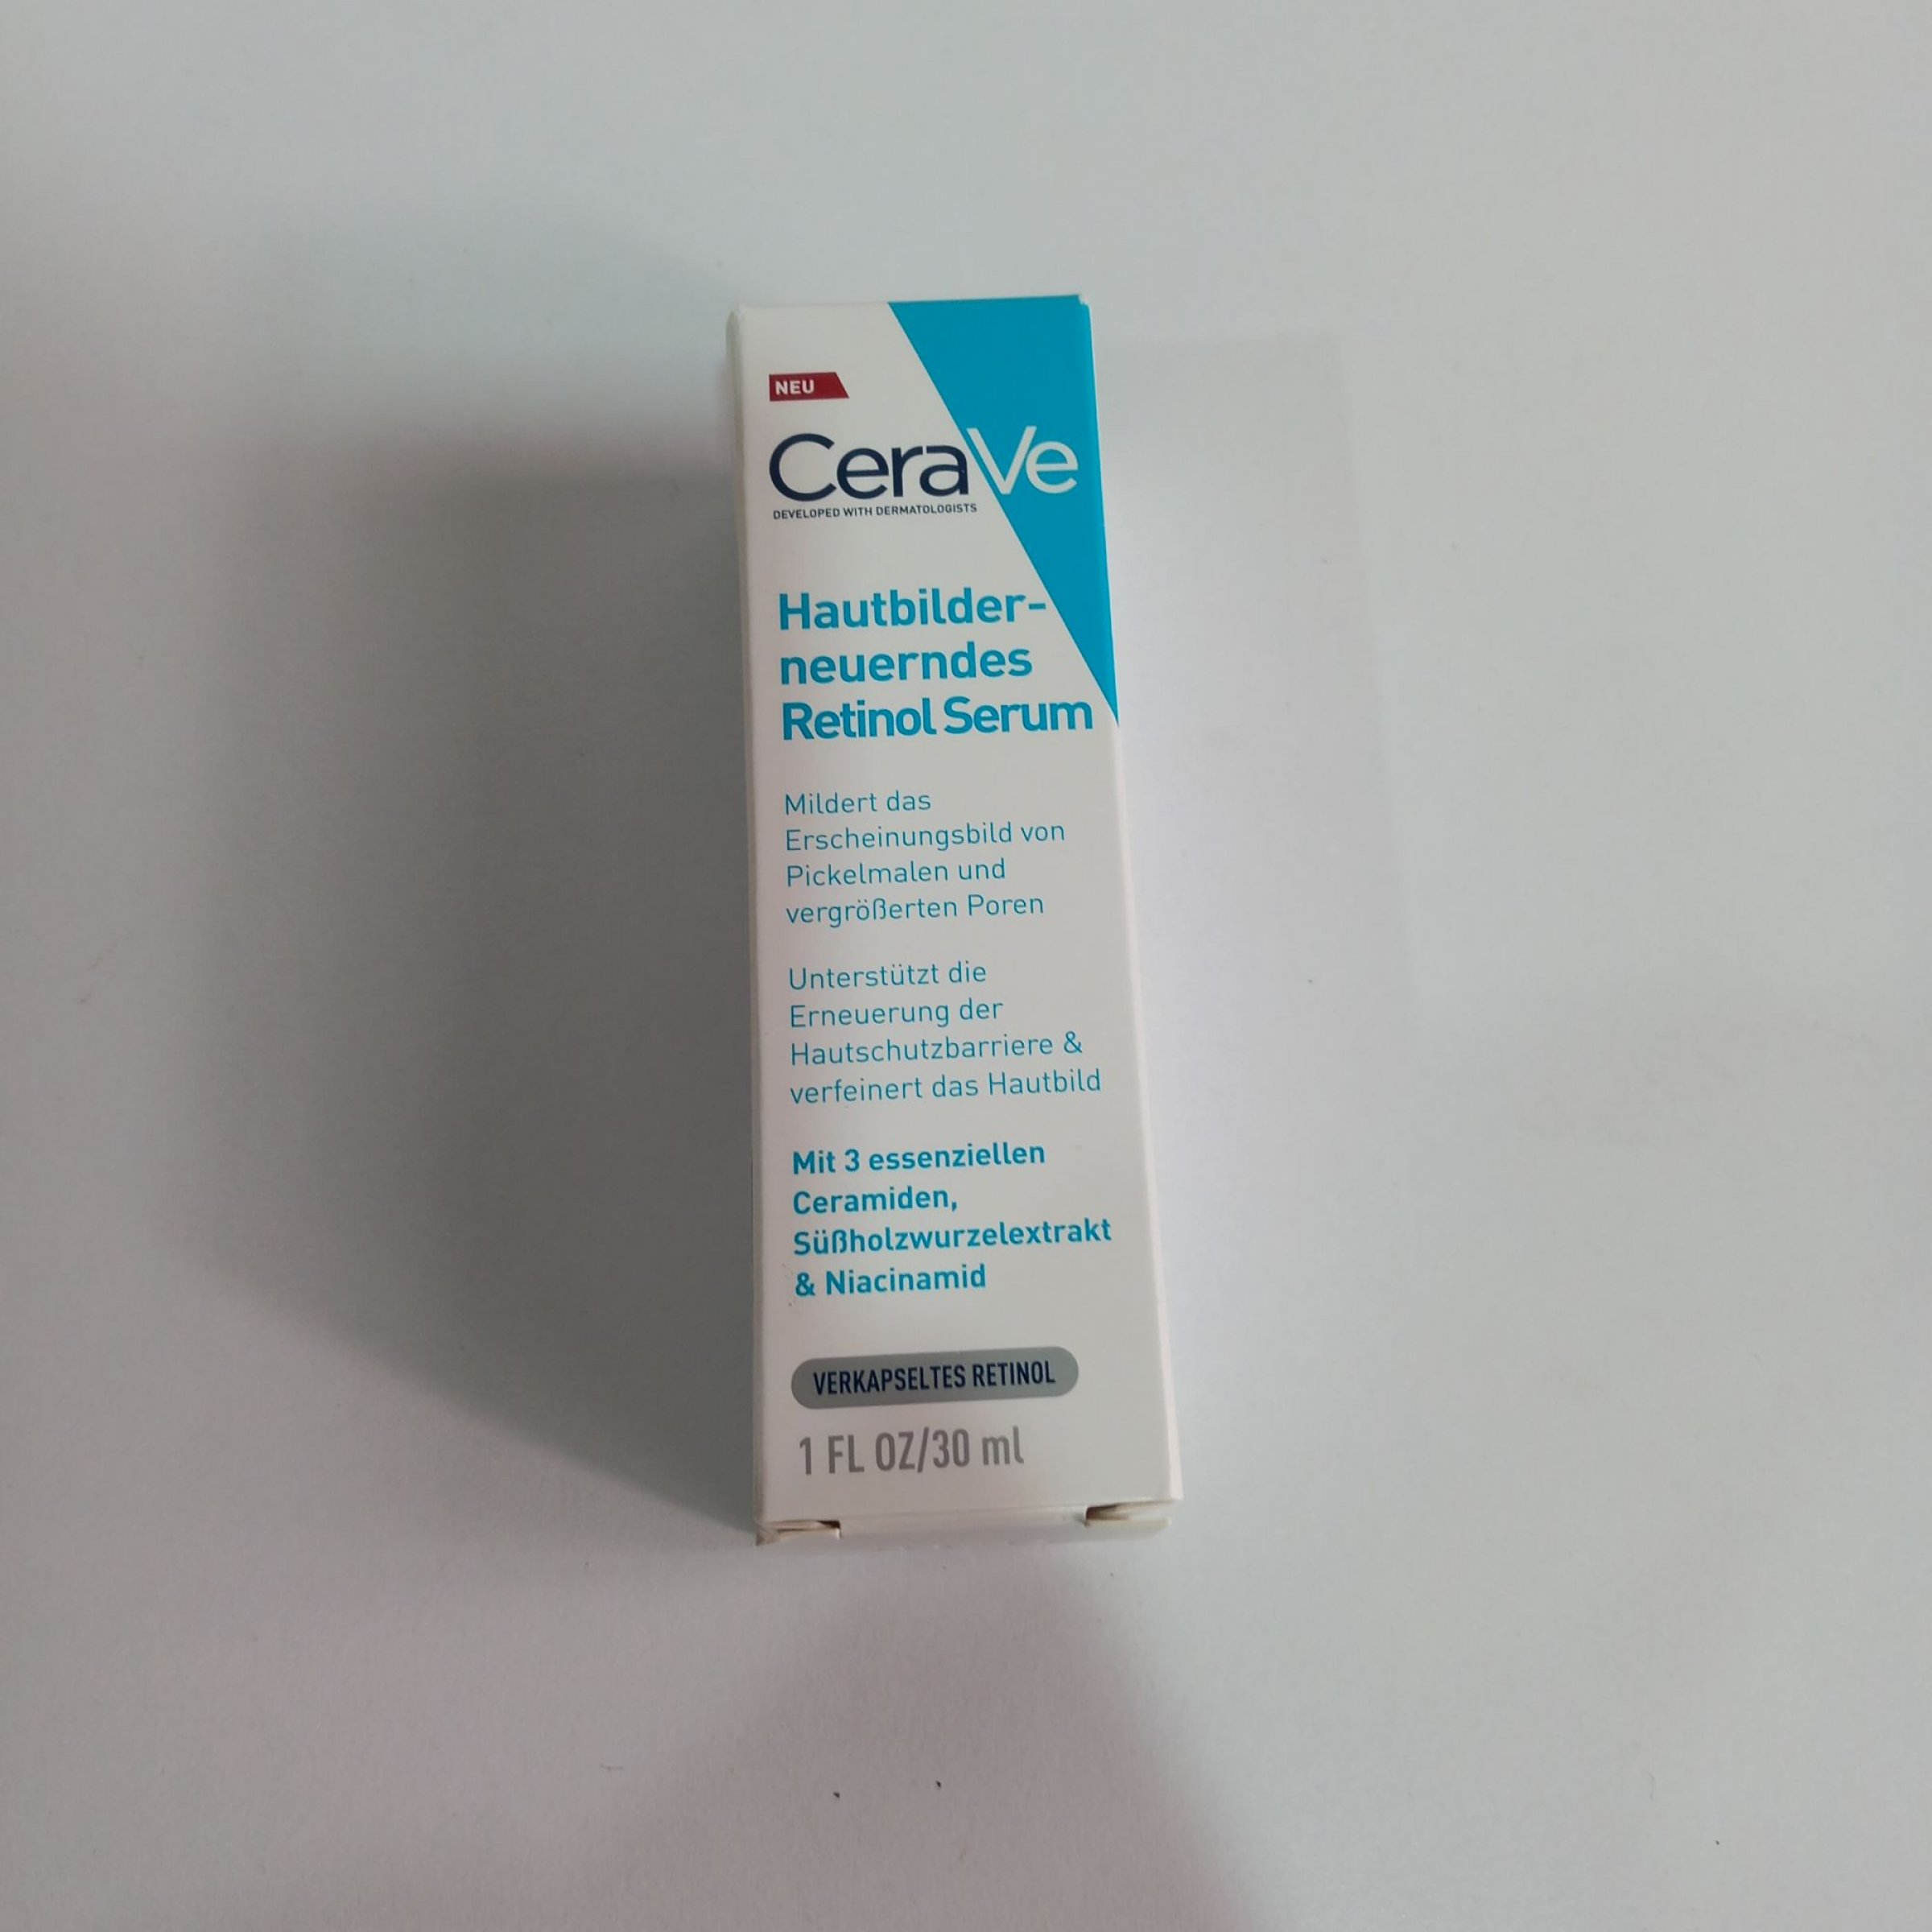 NEU
CeraVe
DEVELOPED WITH DERMATOLOGISTS
Hautbilder-
neuerndes
Retinol Serum
Mildert das
Erscheinungsbild von
Pickelmalen und
vergrößerten Poren
Unterstützt die
Erneuerung der
Hautschutzbarriere &
verfeinert das Hautbild
Mit 3 essenziellen
Ceramiden,
Süßholzwurzelextrakt
& Niacinamid
VERKAPSELTES RETINOL
1 FL OZ/30 ml